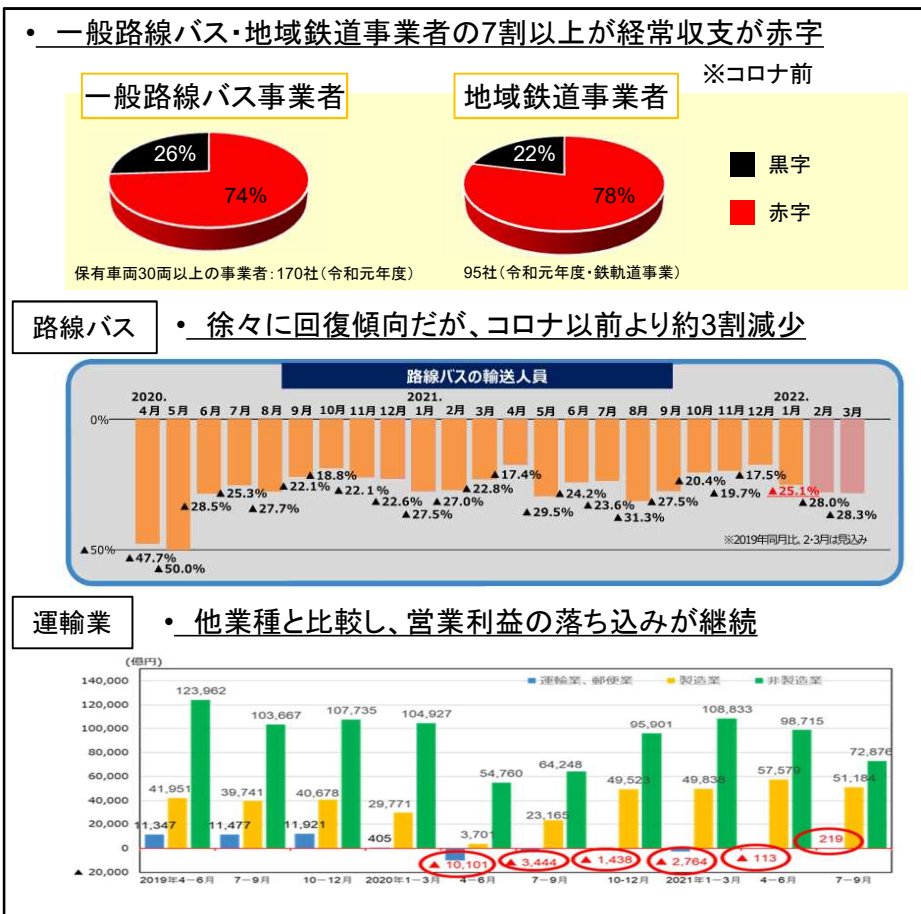 • 一般路線バス・地域鉄道事業者の7割以上が経常収支が赤字
※コロナ前
一般路線バス事業者
地域鉄道事業者
26%
74%
22%
78%
黒字
赤字
保有車両30両以上の事業者:170社(令和元年度)
95社(令和元年度・鉄軌道事業)
路線バス
• 徐々に回復傾向だが、コロナ以前より約3割減少
路線バスの輸送人員
2020. 2021. 2022.
4月 5月 6月 7月 8月 9月 10月 11月 12月 1月 2月 3月 4月 5月 6月 7月 8月 9月 10月 11月 12月 1月 2月 3月
0%
▲50%
▲47.7%
▲50.0%
▲28.5%
▲25.3%
▲27.7%
▲22.1%
▲18.8%
▲22.1%
▲22.6%
▲27.5%
▲27.0%
▲22.8%
▲17.4%
▲29.5%
▲24.2%
▲23.6%
▲31.3%
▲27.5%
▲20.4%
▲19.7%
▲17.5%
▲25.1%
▲28.0%
▲28.3%
※2019年同月比、2・3月は見込み
運輸業
• 他業種と比較し、営業利益の落ち込みが継続
(億円)
■運輸業、郵便業 ■製造業 ■非製造業
140,000
120,000
100,000
80,000
60,000
40,000
20,000
0
▲ 20,000
11,347 41,951 123,962
11,477 39,741 103,667
11,921 40,678 107,735
405 29,771 104,927
▲ 10,101 3,701 54,760
▲ 3,444 23,165 64,248
▲ 1,438 49,523 95,901
▲ 2,764 49,838 108,833
▲ 113 57,579 98,715
219 51,184 72,876
2019年4-6月 7-9月 10-12月 2020年1-3月 4-6月 7-9月 10-12月 2021年1-3月 4-6月 7-9月